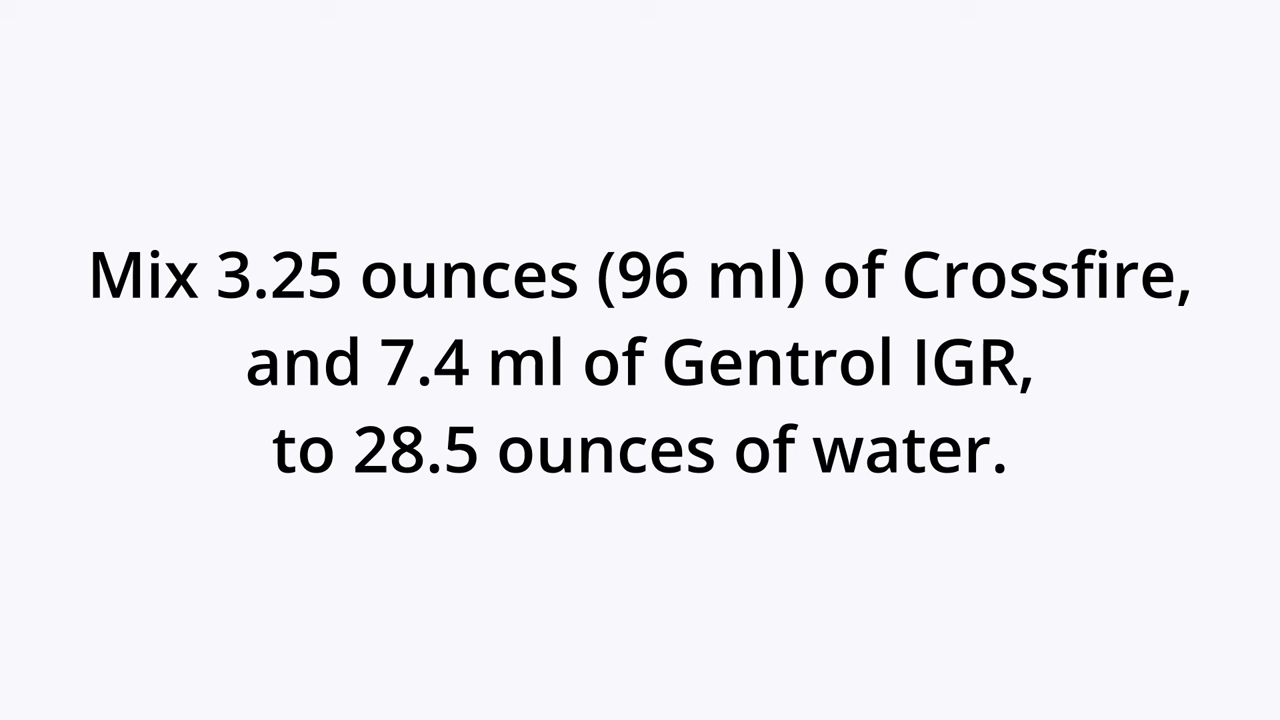 Mix 3.25 ounces (96 ml) of Crossfire,
and 7.4 ml of Gentrol IGR,
to 28.5 ounces of water.